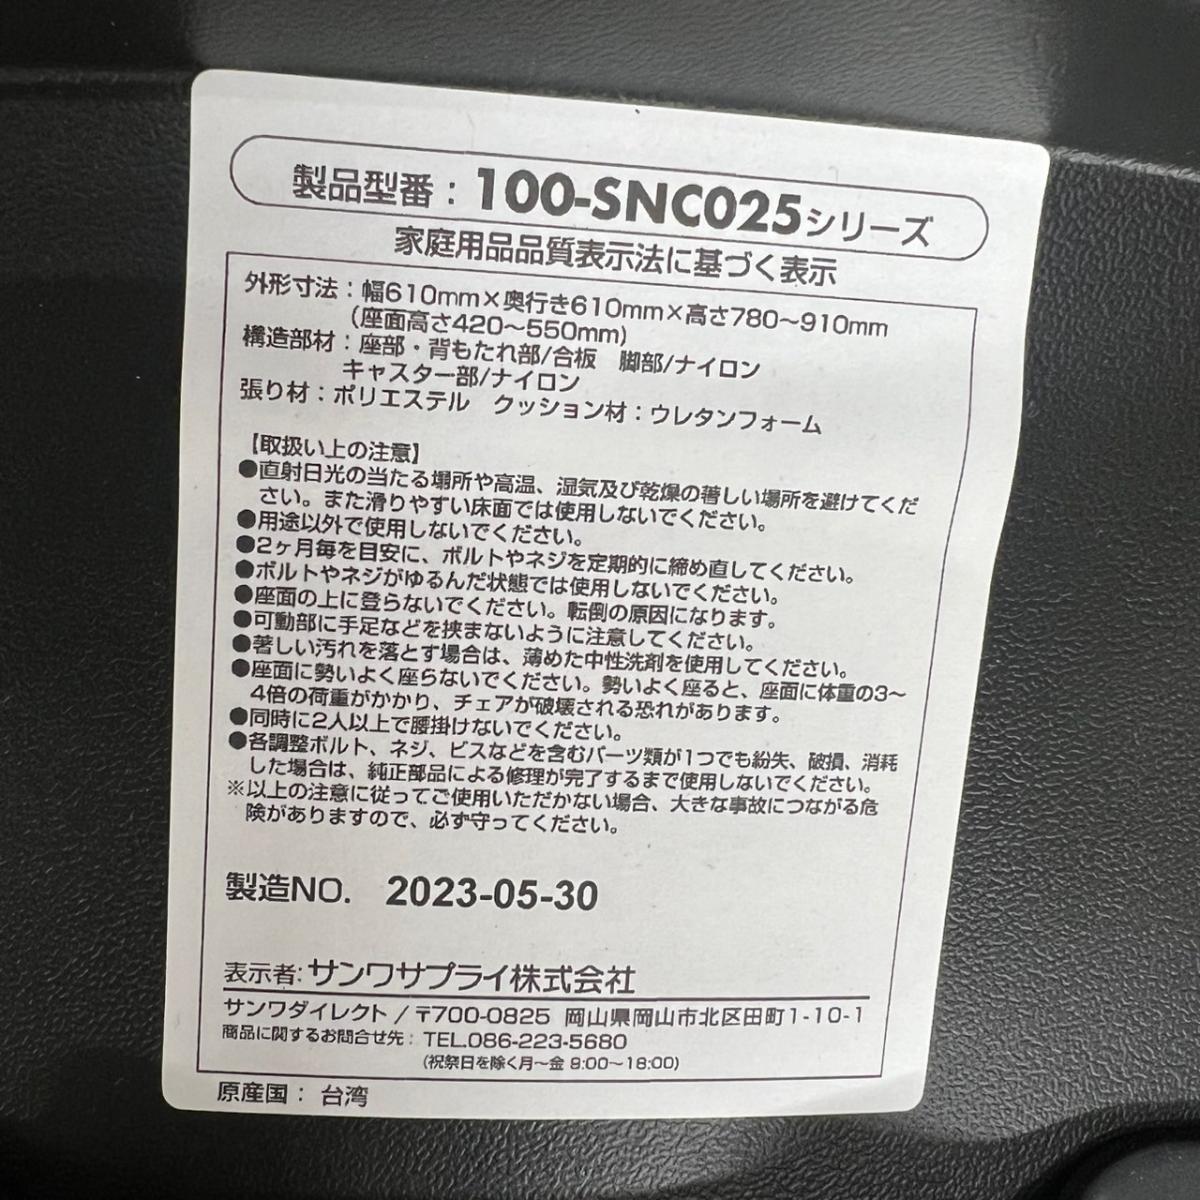 製品型番：100-SNC025シリーズ
家庭用品品質表示法に基づく表示
外形寸法：幅610mm×奥行き610mm×高さ780～910mm
(座面高さ420～550mm)
構造部材：座部・背もたれ部/合板　脚部/ナイロン
キャスター部/ナイロン
張り材：ポリエステル　クッション材：ウレタンフォーム
【取扱い上の注意】
●直射日光の当たる場所や高温、湿気及び乾燥の著しい場所を避けてくだ
さい。また滑りやすい床面では使用しないでください。
●用途以外で使用しないでください。
●2ヶ月毎を目安に、ボルトやネジを定期的に締め直してください。
●ボルトやネジがゆるんだ状態では使用しないでください。
●座面の上に登らないでください。転倒の原因になります。
●可動部に手足などを挟まないように注意してください。
●著しい汚れを落とす場合は、薄めた中性洗剤を使用してください。
●座面に勢いよく座らないでください。勢いよく座ると、座面に体重の3～
4倍の荷重がかかり、チェアが破壊される恐れがあります。
●同時に2人以上で腰掛けないでください。
●各調整ボルト、ネジ、ビスなどを含むパーツ類が1つでも紛失、破損、消耗
した場合は、純正部品による修理が完了するまで使用しないでください。
※以上の注意に従ってご使用いただかない場合、大きな事故につながる危
険がありますので、必ず守ってください。
製造NO. 2023-05-30
表示者:サンワサプライ株式会社
サンワダイレクト/〒700-0825 岡山県岡山市北区田町1-10-1
商品に関するお問合せ先：TEL.086-223-5680
(祝祭日を除く月～金 9:00～18:00)
原産国：台湾